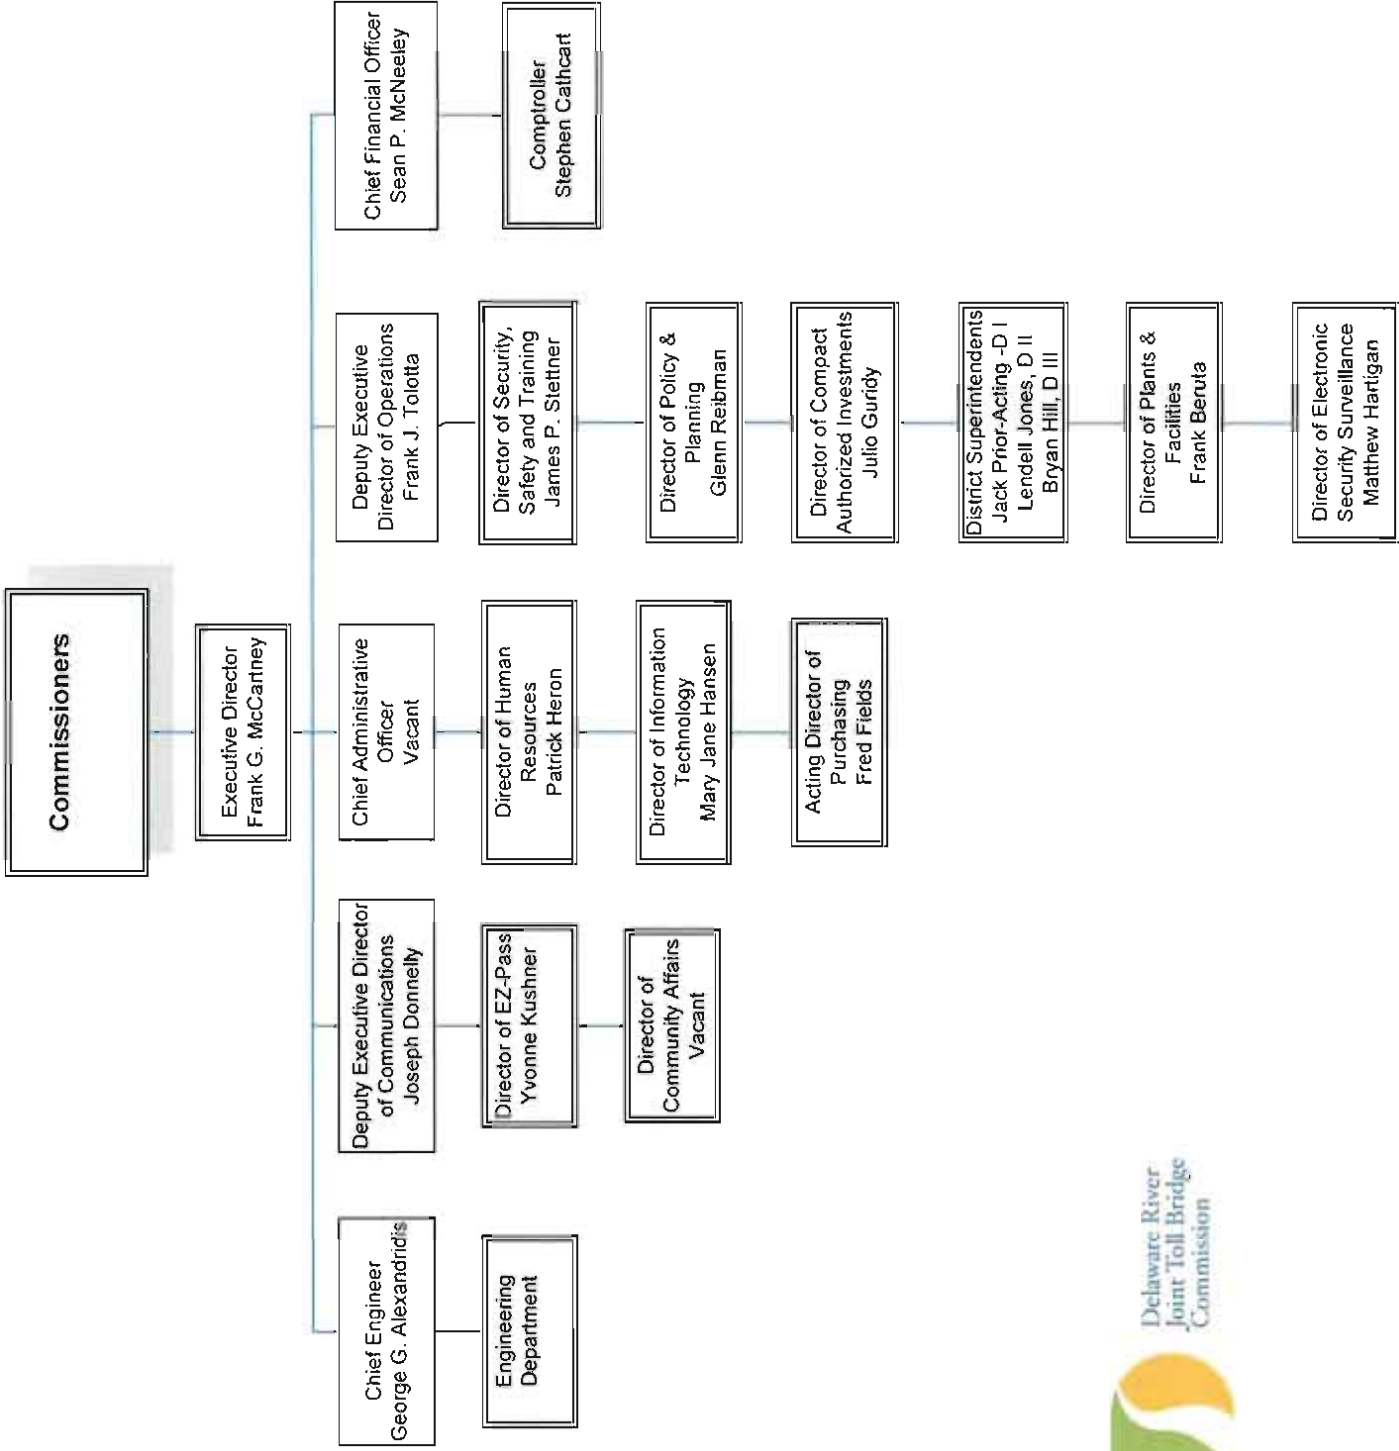 Commissioners
Executive Director
Frank G. McCartney
Chief Engineer
George G. Alexandridis
Engineering
Department
Deputy Executive Director
of Communications
Joseph Donnelly
Director of EZ-Pass
Yvonne Kushner
Director of
Community Affairs
Vacant
Chief Administrative
Officer
Vacant
Director of Human
Resources
Patrick Heron
Director of Information
Technology
Mary Jane Hansen
Acting Director of
Purchasing
Fred Fields
Deputy Executive
Director of Operations
Frank J. Tolotta
Director of Security,
Safety and Training
James P. Stettner
Director of Policy &
Planning
Glenn Reibman
Director of Compact
Authorized Investments
Julio Guridy
District Superintendents
Jack Prior-Acting -D I
Lendell Jones, D II
Bryan Hill, D III
Director of Plants &
Facilities
Frank Beruta
Director of Electronic
Security Surveillance
Matthew Hartigan
Chief Financial Officer
Sean P. McNeeley
Comptroller
Stephen Cathcart
Delaware River
Joint Toll Bridge
Commission